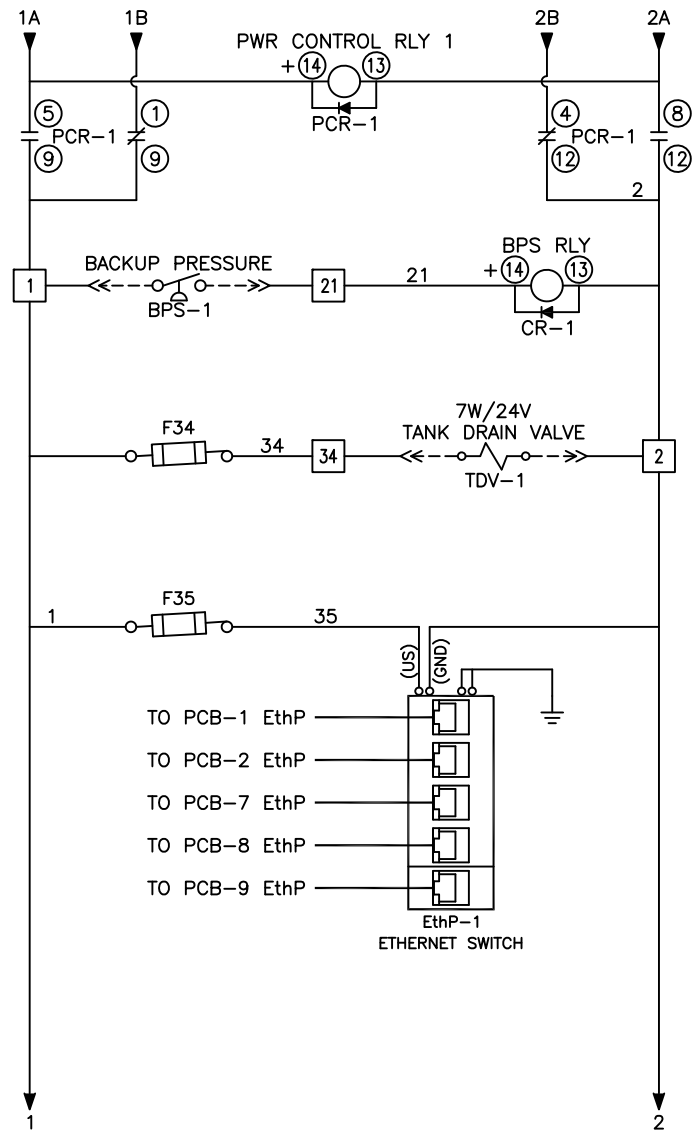 1A 1B 2B 2A
PWR CONTROL RLY 1
+ 14 13
PCR-1
5 1 4 8
PCR-1 PCR-1
9 9 12 12
2
BACKUP PRESSURE
BPS RLY
+ 14 13
1 21 21
BPS-1
CR-1
7W/24V
F34
TANK DRAIN VALVE
34 34 2
TDV-1
F35
1 35
(US) (GND)
TO PCB-1 EthP
TO PCB-2 EthP
TO PCB-7 EthP
TO PCB-8 EthP
TO PCB-9 EthP
EthP-1
ETHERNET SWITCH
1 2